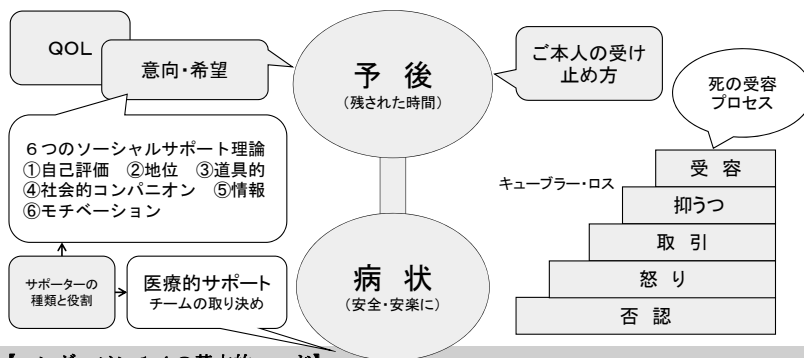 QOL
意向・希望
予 後
(残された時間)
ご本人の受け
止め方
死の受容
プロセス
6つのソーシャルサポート理論
①自己評価 ②地位 ③道具的
④社会的コンパニオン ⑤情報
⑥モチベーション
キューブラー・ロス
受 容
抑うつ
取 引
怒 り
否 認
サポーターの
種類と役割
医療的サポート
チームの取り決め
病 状
(安全・安楽に)